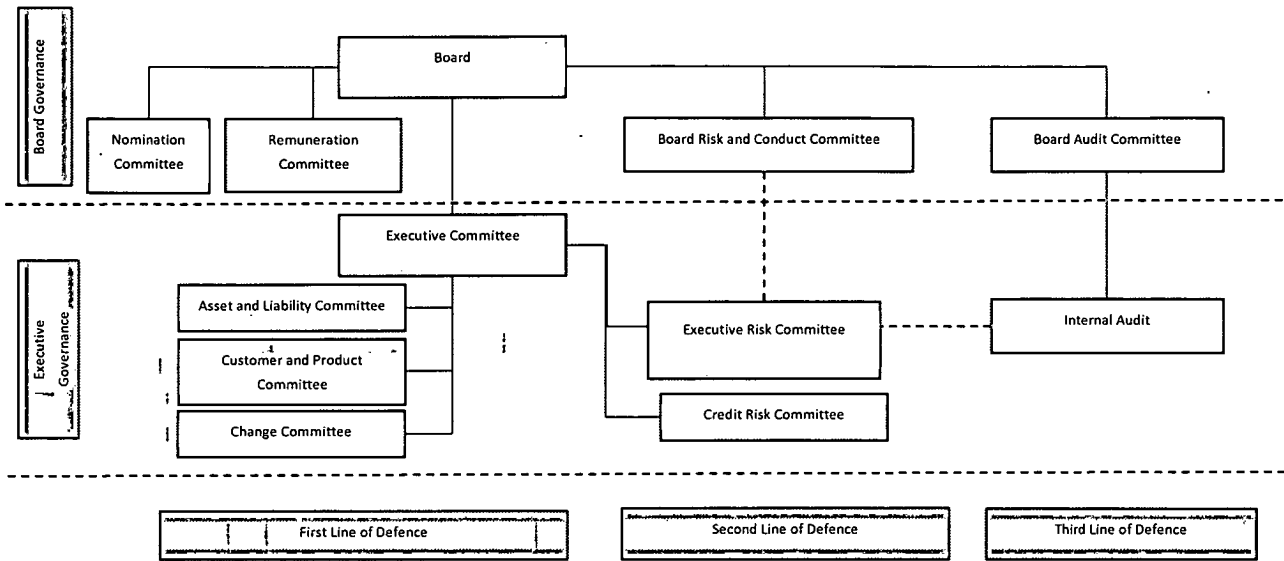 Board Governance
Board
Nomination
Committee
Remuneration
Committee
Board Risk and Conduct Committee
Board Audit Committee
Executive
Governance
Executive Committee
Asset and Liability Committee
Customer and Product
Committee
Change Committee
Executive Risk Committee
Credit Risk Committee
Internal Audit
First Line of Defence
Second Line of Defence
Third Line of Defence